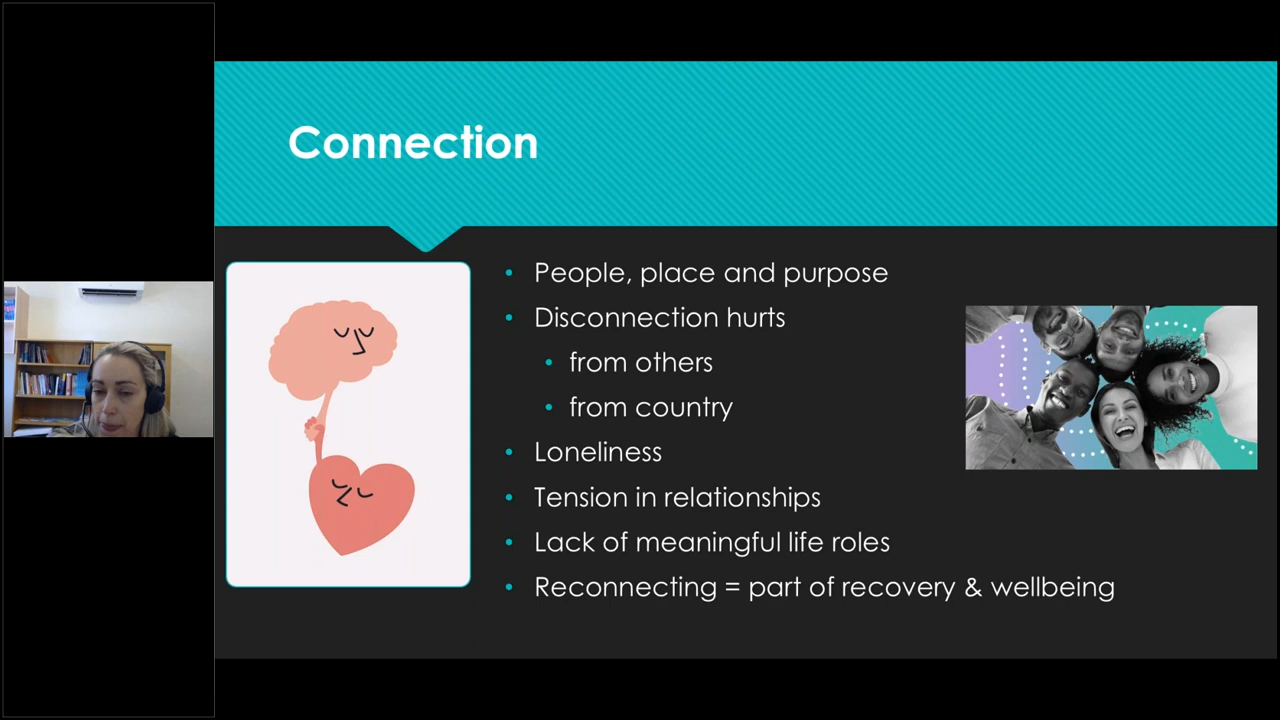 Connection
• People, place and purpose
• Disconnection hurts
• from others
• from country
• Loneliness
• Tension in relationships
• Lack of meaningful life roles
• Reconnecting = part of recovery & wellbeing